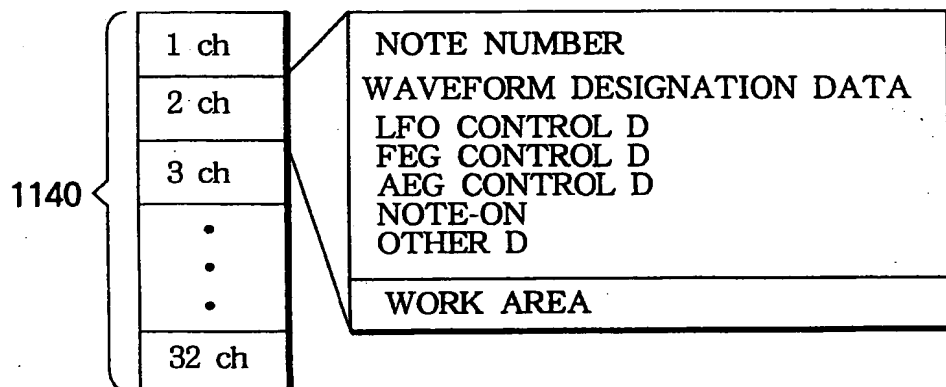 1140
1 ch
2 ch
3 ch
32 ch
NOTE NUMBER
WAVEFORM DESIGNATION DATA
LFO CONTROL D
FEG CONTROL D
AEG CONTROL D
NOTE-ON
OTHER D
WORK AREA